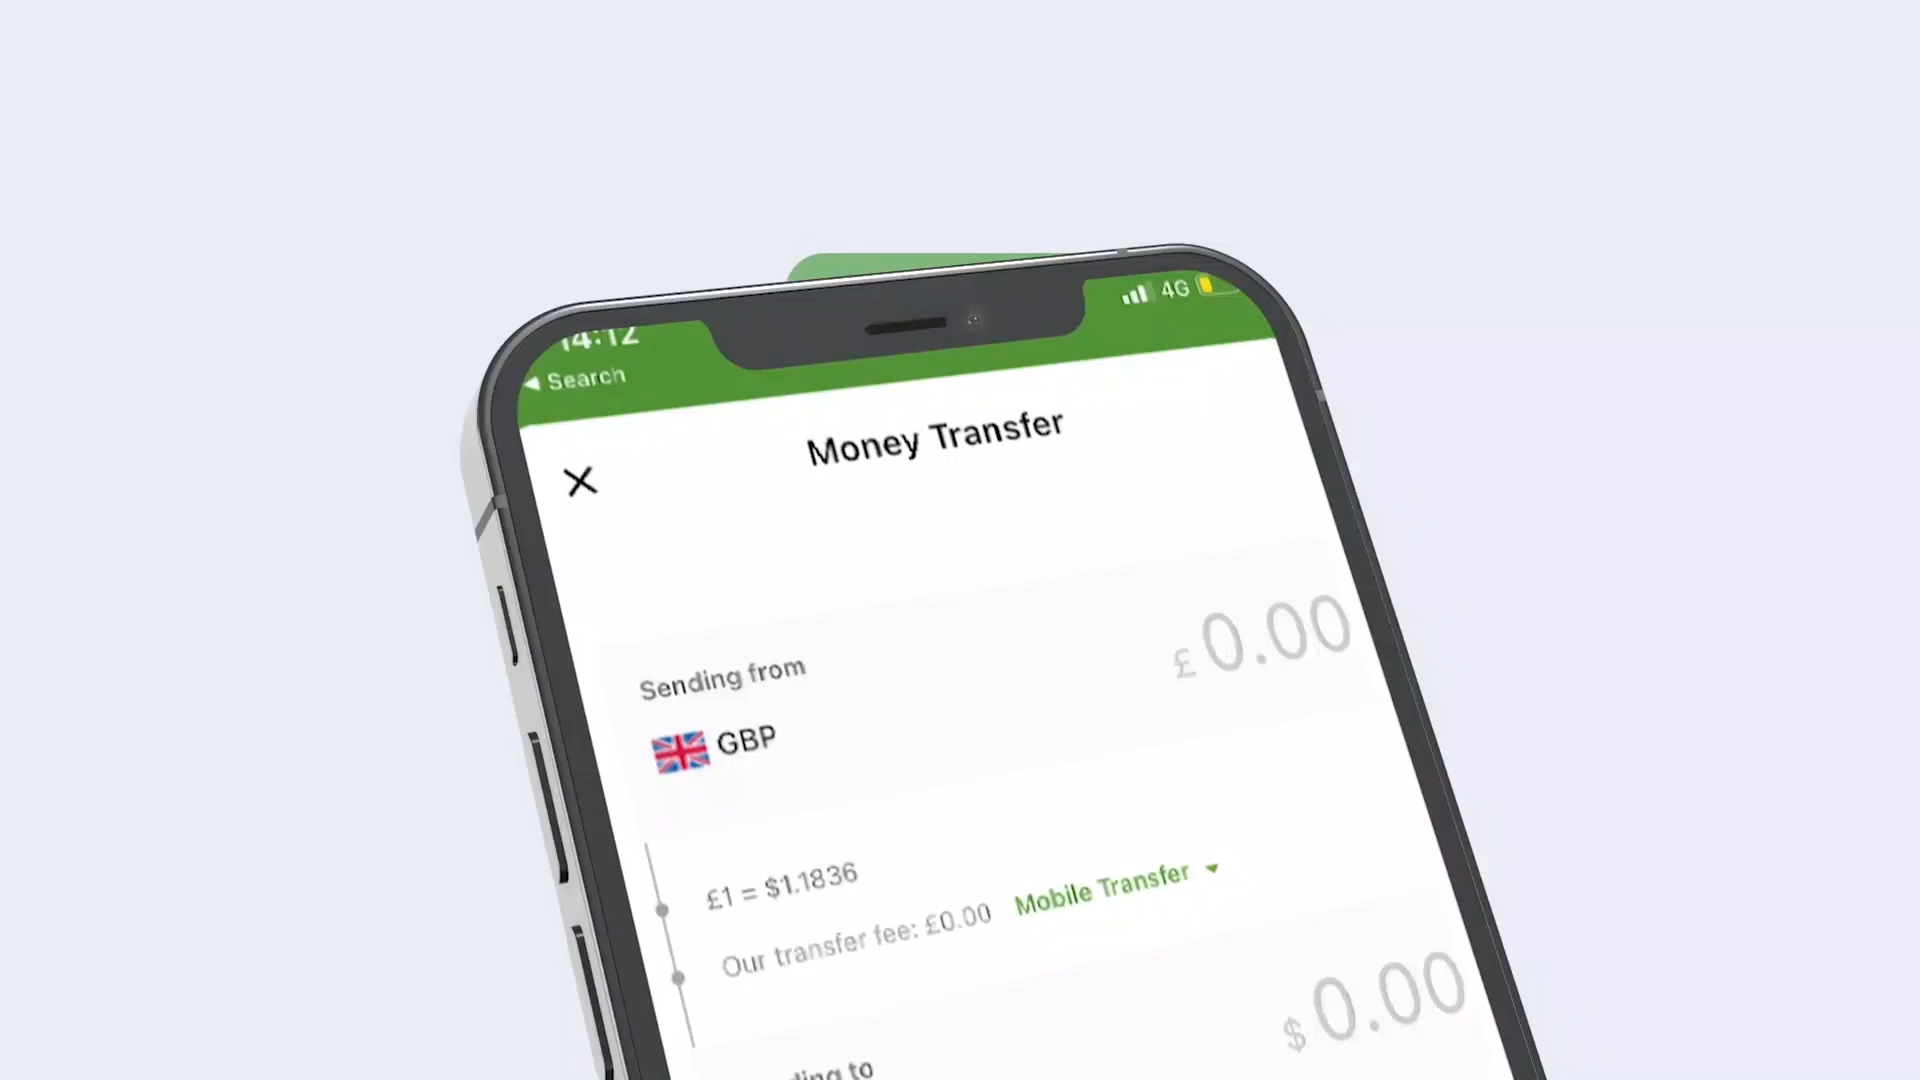 14:12
4G
◀ Search
Money Transfer
£ 0.00
Sending from
GBP
£1 = $1.1836
Our transfer fee: £0.00 Mobile Transfer
$ 0.00
to